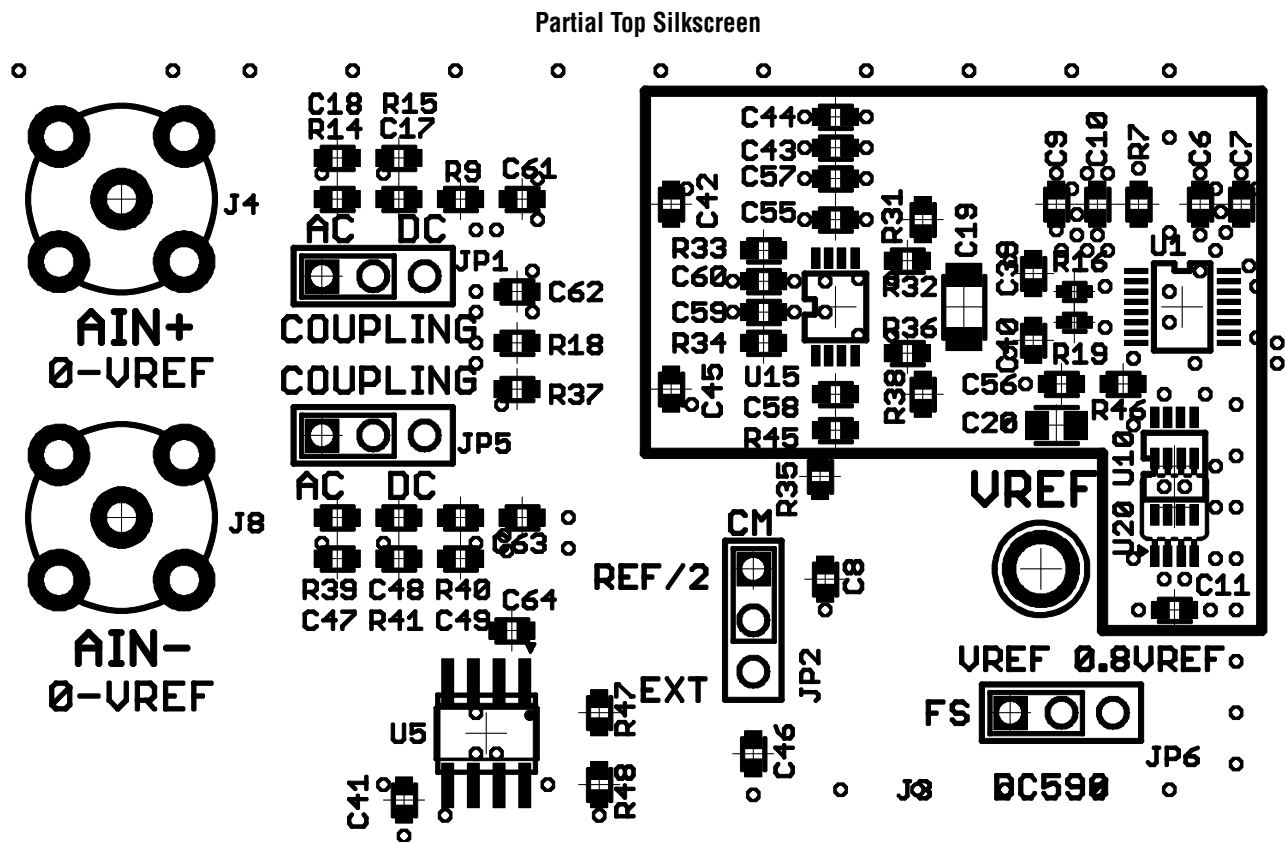 Partial Top Silkscreen
C18 R15
R14 C17
R9 C61
J4
AC DC
JP1
COUPLING
C62
AIN+
0-VREF
R18
COUPLING
R37
JP5
AC DC
J8
C63
R39 C48 R40
C47 R41 C49
C64
AIN-
0-VREF
U5
C41
R47
R48
C44
C43
C57
C55
C42
R33
C60
C59
R34
C45
U15
C58
R45
R35
R31
R32
C19
R36
R38
C39
C40
C9
C10
R7
C6
C7
U1
R16
R19
C56
R46
C20
U10
U20
VREF
C11
CM
REF/2
C8
EXT
JP2
C46
VREF 0.8VREF
FS
JP6
J3
DC590